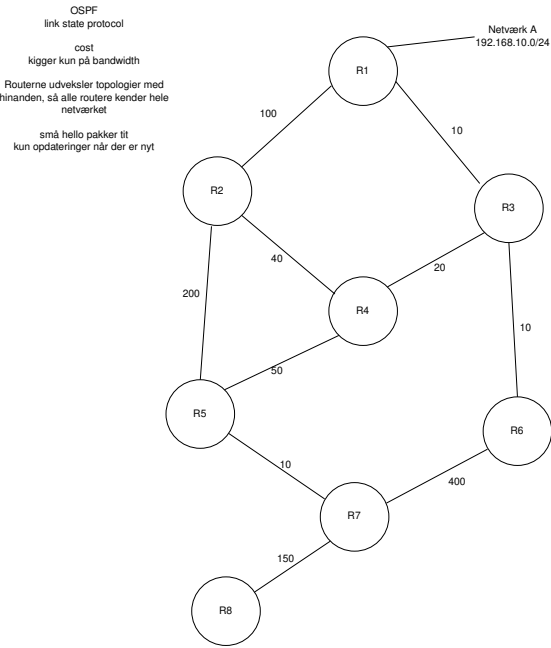 OSPF
link state protocol
cost
kigger kun på bandwidth
Routerne udveksler topologier med
hinanden, så alle routere kender hele
netværket
små hello pakker tit
kun opdateringer når der er nyt
Netværk A
192.168.10.0/24
R1
100
10
R2
R3
40
20
200
R4
10
50
R5
R6
10
400
R7
150
R8